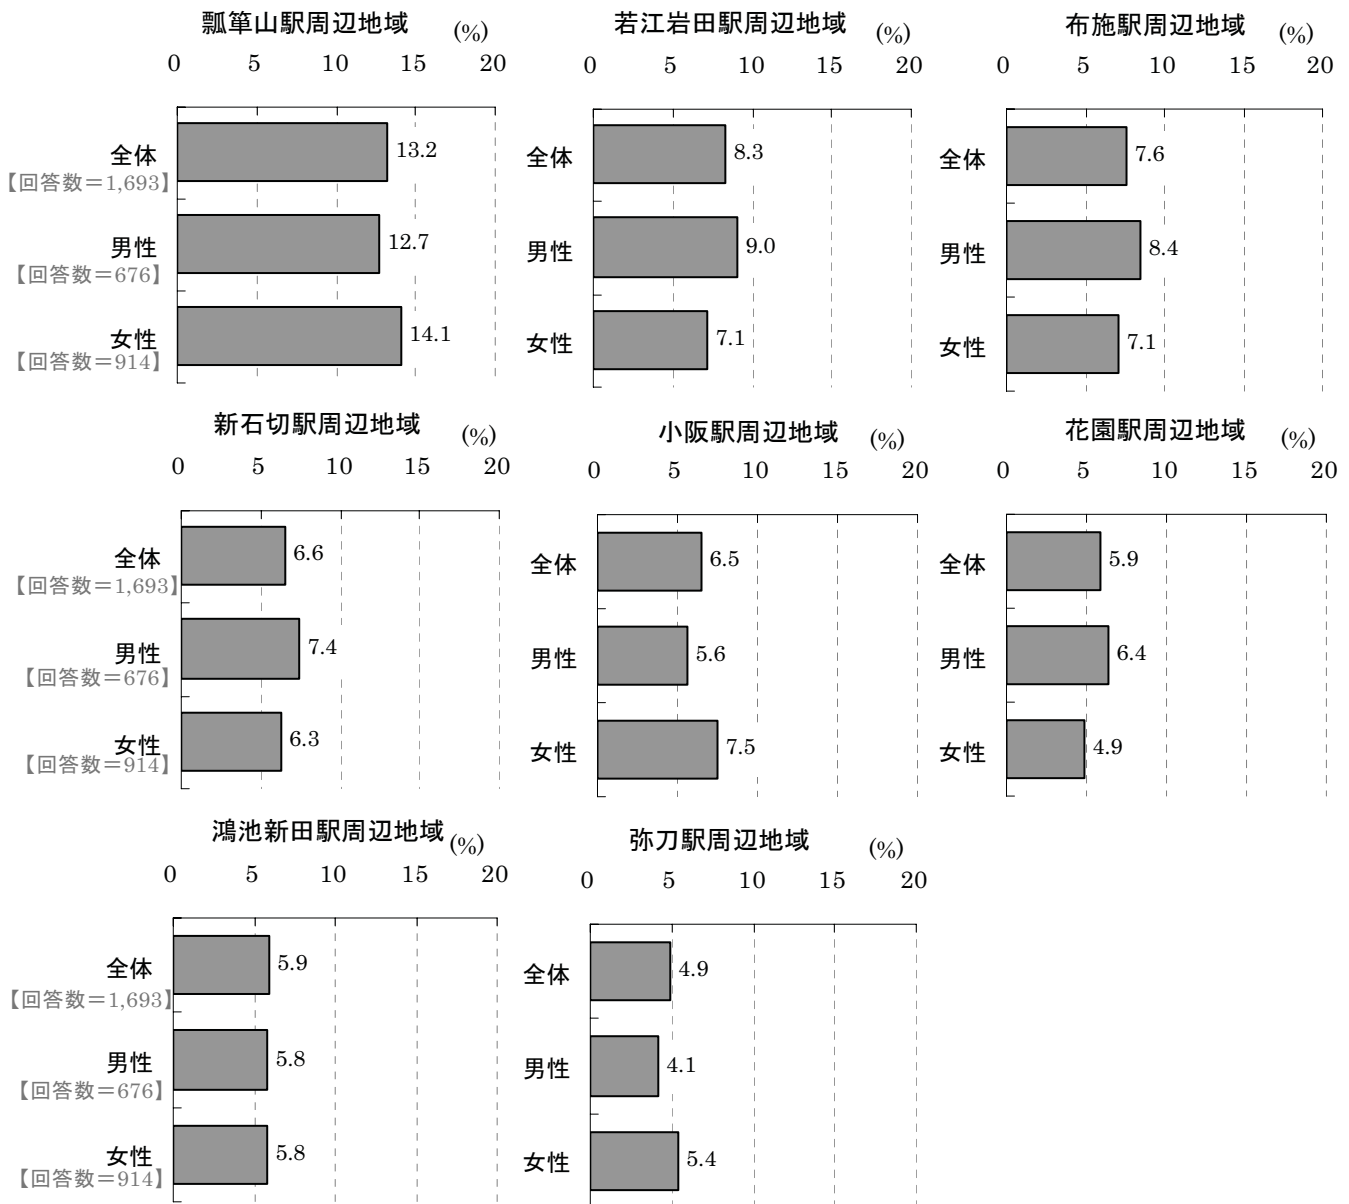 瓢箪山駅周辺地域 (%)
0 5 10 15 20
全体 13.2
【回答数＝1,693】
男性 12.7
【回答数＝676】
女性 14.1
【回答数＝914】
若江岩田駅周辺地域 (%)
0 5 10 15 20
全体 8.3
男性 9.0
女性 7.1
布施駅周辺地域 (%)
0 5 10 15 20
全体 7.6
男性 8.4
女性 7.1
新石切駅周辺地域 (%)
0 5 10 15 20
全体 6.6
【回答数＝1,693】
男性 7.4
【回答数＝676】
女性 6.3
【回答数＝914】
小阪駅周辺地域 (%)
0 5 10 15 20
全体 6.5
男性 5.6
女性 7.5
花園駅周辺地域 (%)
0 5 10 15 20
全体 5.9
男性 6.4
女性 4.9
鴻池新田駅周辺地域 (%)
0 5 10 15 20
全体 5.9
【回答数＝1,693】
男性 5.8
【回答数＝676】
女性 5.8
【回答数＝914】
弥刀駅周辺地域 (%)
0 5 10 15 20
全体 4.9
男性 4.1
女性 5.4